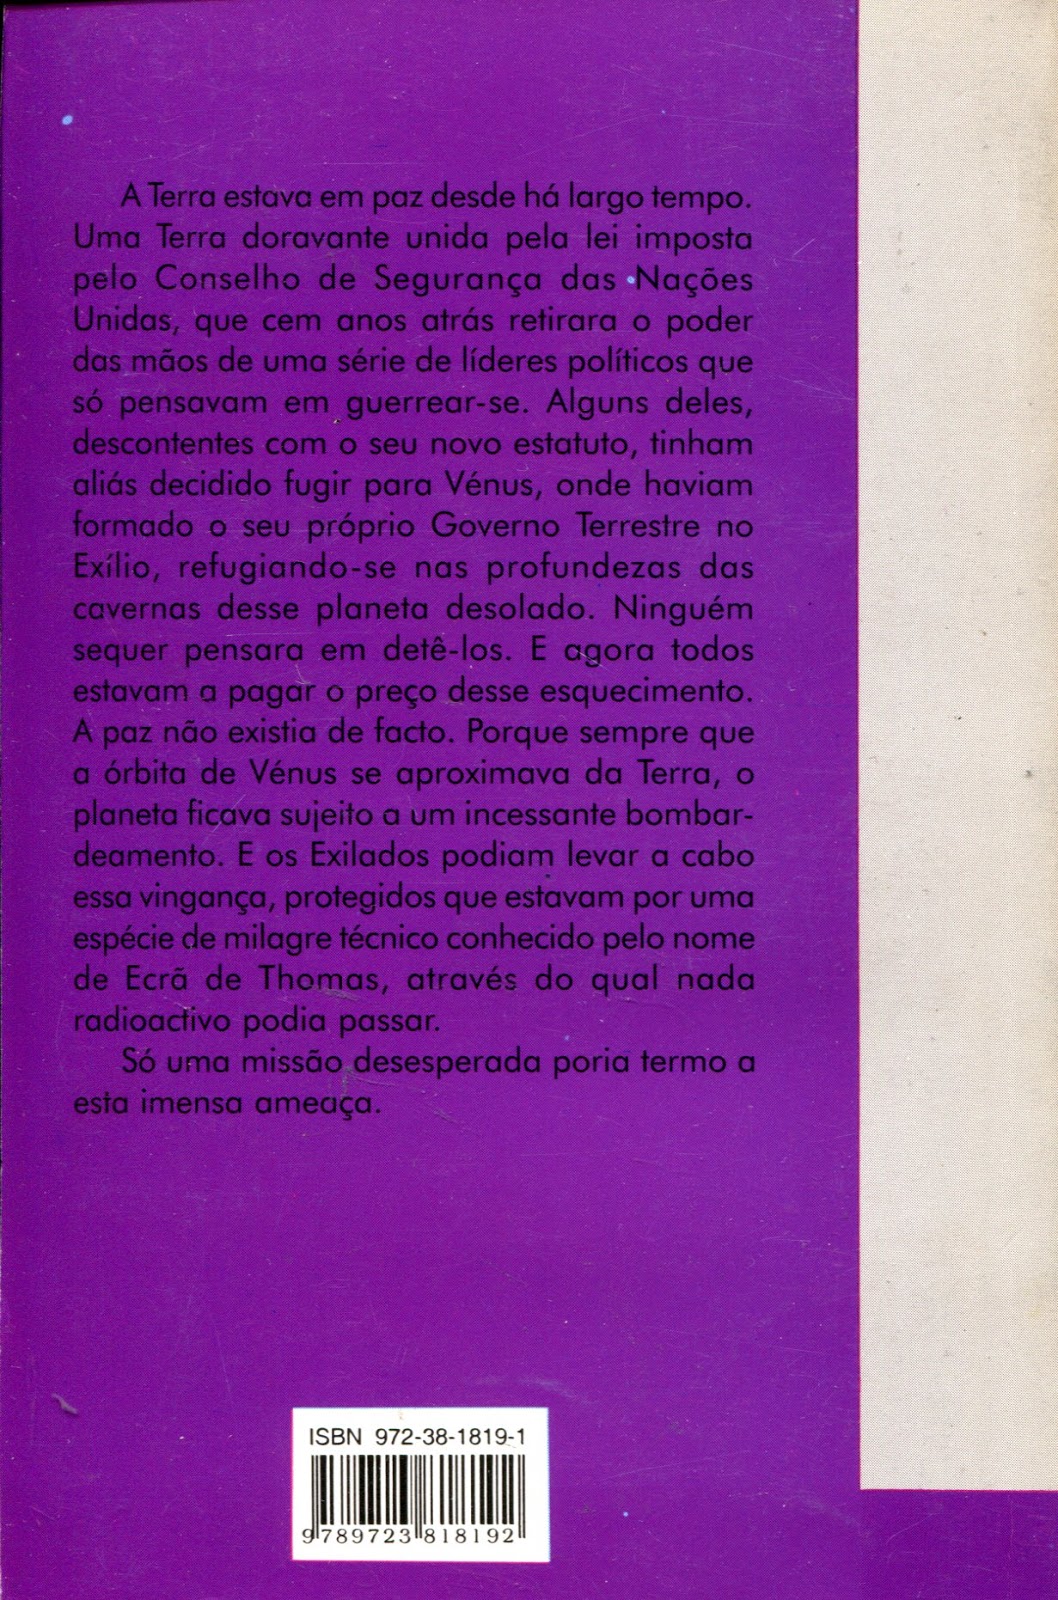 A Terra estava em paz desde há largo tempo.
Uma Terra doravante unida pela lei imposta
pelo Conselho de Segurança das Nações
Unidas, que cem anos atrás retirara o poder
das mãos de uma série de líderes políticos que
só pensavam em guerrear-se. Alguns deles,
descontentes com o seu novo estatuto, tinham
aliás decidido fugir para Vénus, onde haviam
formado o seu próprio Governo Terrestre no
Exílio, refugiando-se nas profundezas das
cavernas desse planeta desolado. Ninguém
sequer pensara em detê-los. E agora todos
estavam a pagar o preço desse esquecimento.
A paz não existia de facto. Porque sempre que
a órbita de Vénus se aproximava da Terra, o
planeta ficava sujeito a um incessante bombar-
deamento. E os Exilados podiam levar a cabo
essa vingança, protegidos que estavam por uma
espécie de milagre técnico conhecido pelo nome
de Ecrã de Thomas, através do qual nada
radioactivo podia passar.
Só uma missão desesperada poria termo a
esta imensa ameaça.
ISBN 972-38-1819-1
9 789723 818192